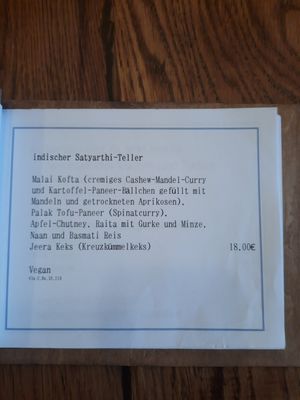 indischer Satyarthi-Teller
Malai Kofta (cremiges Cashew-Mandel-Curry
und Kartoffel-Paneer-Bällchen gefüllt mit
Mandeln und getrockneten Aprikosen).
Palak Tofu-Paneer (Spinatcurry).
Apfel-Chutney. Raita mit Gurke und Minze.
Naan und Basmati Reis
Jeera Keks (Kreuzkümmelkeks) 18.00€
Vegan